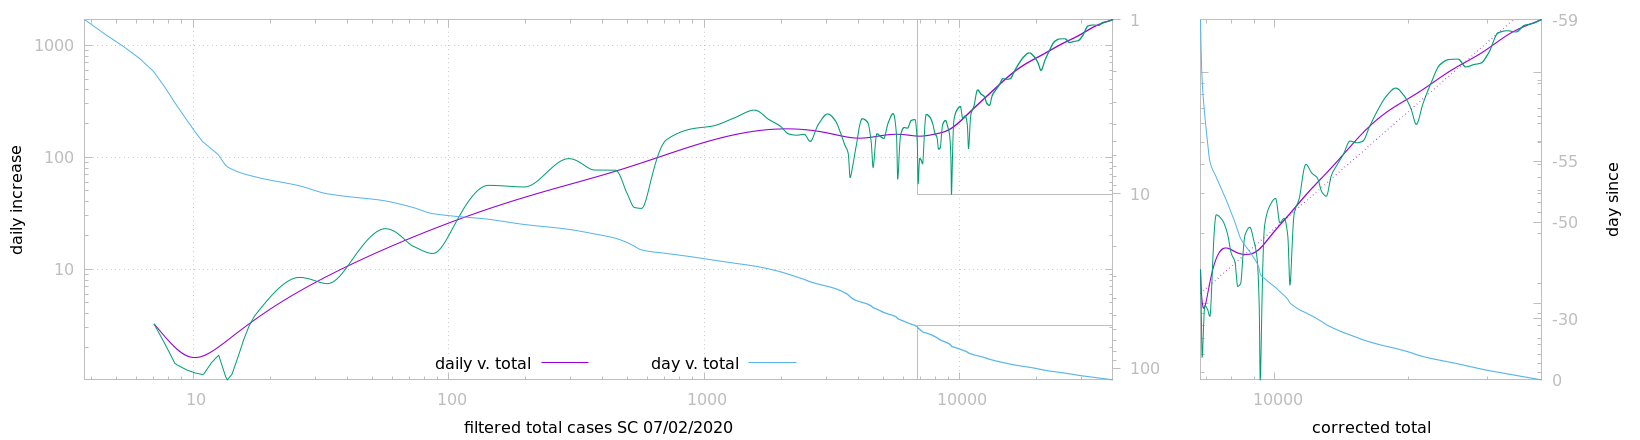 1000
100
10
daily increase
daily v. total
day v. total
10
100
1000
10000
filtered total cases SC 07/02/2020
1
10
100
10000
corrected total
-59
-55
-50
-30
0
day since